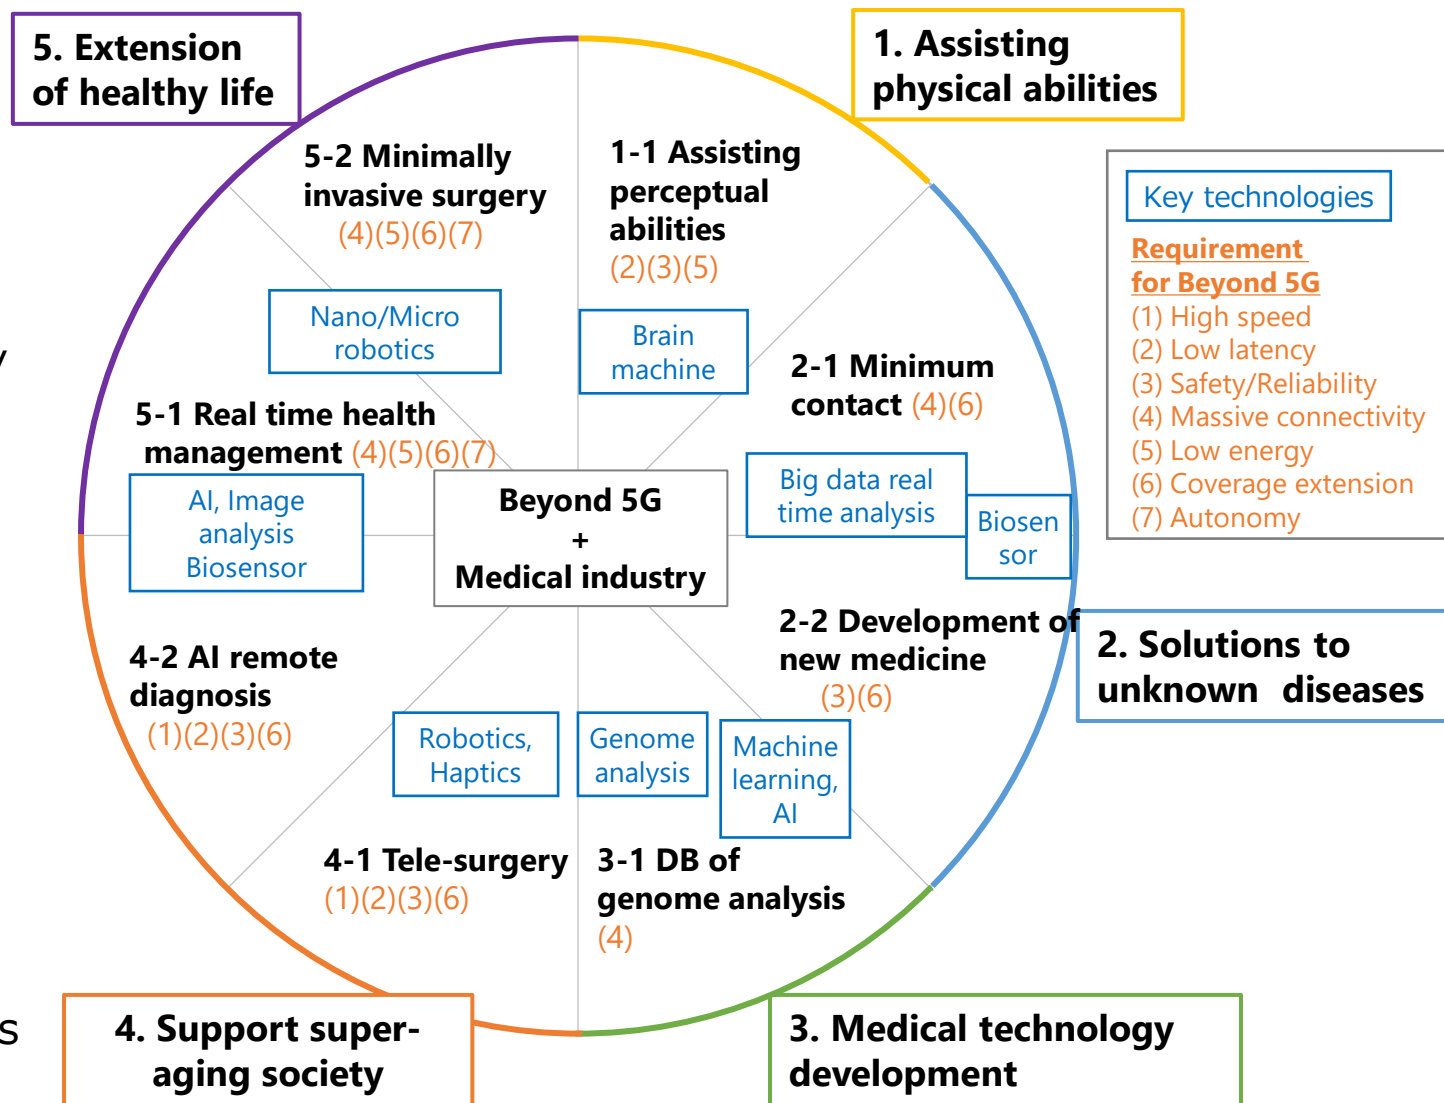 5. Extension
of healthy life
1. Assisting
physical abilities
5-2 Minimally
invasive surgery
(4)(5)(6)(7)
1-1 Assisting
perceptual
abilities
(2)(3)(5)
Key technologies
Requirement
for Beyond 5G
(1) High speed
(2) Low latency
(3) Safety/Reliability
(4) Massive connectivity
(5) Low energy
(6) Coverage extension
(7) Autonomy
Nano/Micro
robotics
Brain
machine
2-1 Minimum
contact (4)(6)
5-1 Real time health
management (4)(5)(6)(7)
AI, Image
analysis
Biosensor
Beyond 5G
+
Medical industry
Big data real
time analysis
Biosen
sor
2-2 Development of
new medicine
(3)(6)
2. Solutions to
unknown diseases
4-2 AI remote
diagnosis
(1)(2)(3)(6)
Robotics,
Haptics
Genome
analysis
Machine
learning,
AI
4-1 Tele-surgery
(1)(2)(3)(6)
3-1 DB of
genome analysis
(4)
s
4. Support super-
aging society
3. Medical technology
development